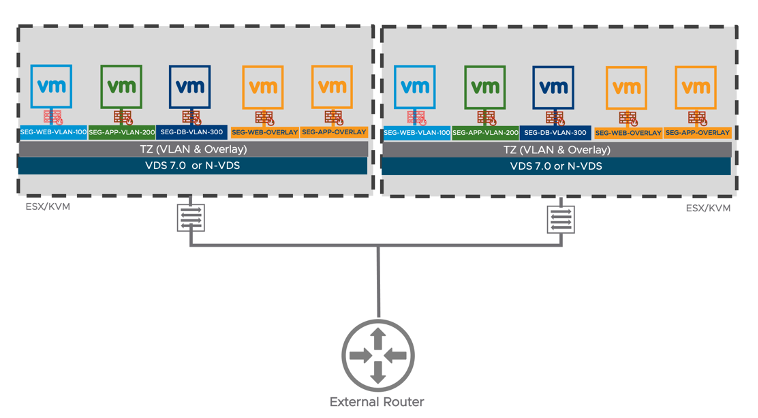 vm vm vm vm vm
SEG-WEB-VLAN-100 SEG-APP-VLAN-200 SEG-DB-VLAN-300 SEG-WEB-OVERLAY SEG-APP-OVERLAY
TZ (VLAN & Overlay)
VDS 7.0 or N-VDS
ESX/KVM
vm vm vm vm vm
SEG-WEB-VLAN-100 SEG-APP-VLAN-200 SEG-DB-VLAN-300 SEG-WEB-OVERLAY SEG-APP-OVERLAY
TZ (VLAN & Overlay)
VDS 7.0 or N-VDS
ESX/KVM
External Router